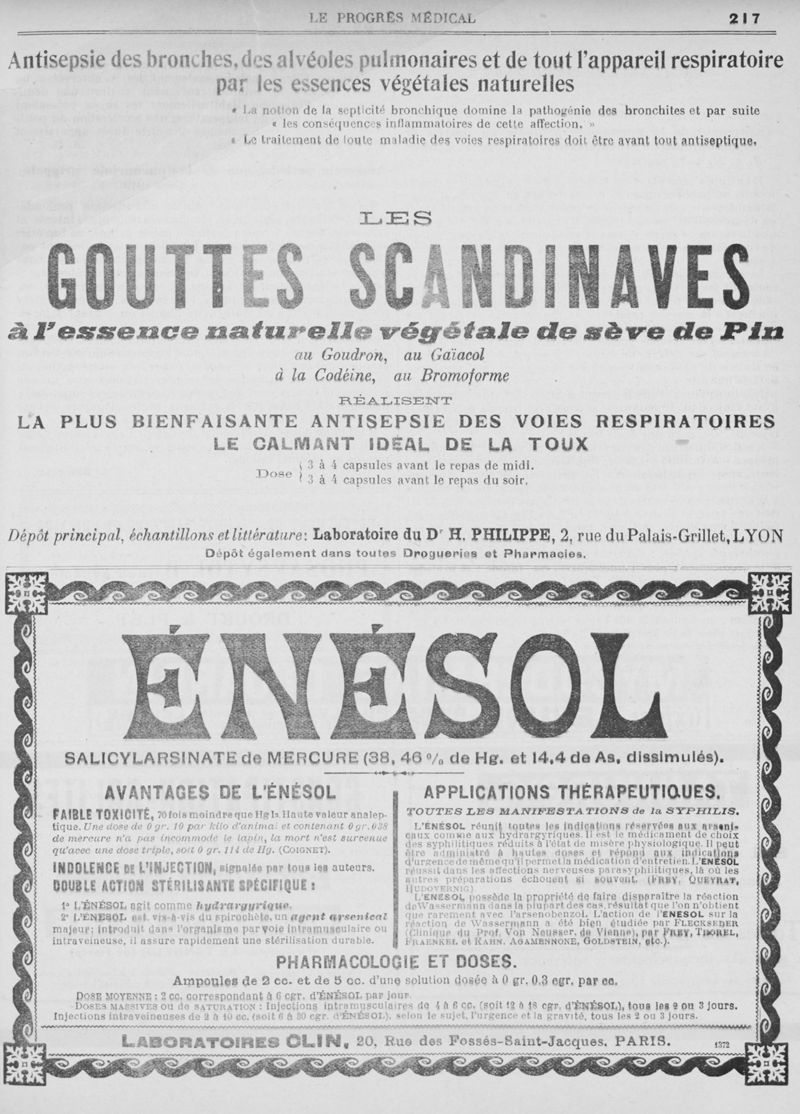 LE PROGRÈS MÉDICAL 217
Antisepsie des bronches, des alvéoles pulmonaires et de tout l'appareil respiratoire
par les essences végétales naturelles
« La notion de la septicité bronchique domine la pathogénie des bronchites et par suite
« les conséquences inflammatoires de cette affection. »
« Le traitement de toute maladie des voies respiratoires doit être avant tout antiseptique.
LES
GOUTTES SCANDINAVES
à l'essence naturelle végétale de sève de Pin
au Goudron, au Gaïacol
à la Codéine, au Bromoforme
RÉALISENT
LA PLUS BIENFAISANTE ANTISEPSIE DES VOIES RESPIRATOIRES
LE CALMANT IDÉAL DE LA TOUX
Dose { 3 à 4 capsules avant le repas de midi.
{ 3 à 4 capsules avant le repas du soir.
Dépôt principal, échantillons et littérature: Laboratoire du Dr H. PHILIPPE, 2, rue du Palais-Grillet, LYON
Dépôt également dans toutes Drogueries et Pharmacies.
ÉNÉSOL
SALICYLARSINATE de MERCURE (38, 46 % de Hg. et 14,4 de As, dissimulés).
AVANTAGES DE L'ÉNÉSOL
FAIBLE TOXICITÉ, 70 fois moindre que Hg I2. Haute valeur analep-
tique. Une dose de 0 gr. 10 par kilo d'animal et contenant 0 gr. 038
de mercure n'a pas incommodé le lapin, la mort n'est survenue
qu'avec une dose triple, soit 0 gr. 114 de Hg. (COIGNET).
INDOLENCE DE L'INJECTION, signalée par tous les auteurs.
DOUBLE ACTION STÉRILISANTE SPÉCIFIQUE :
1° L'ÉNÉSOL agit comme hydrargyrique.
2° L'ÉNÉSOL est vis-à-vis du spirochète, un agent arsenical
majeur; introduit dans l'organisme par voie intramusculaire ou
intraveineuse, il assure rapidement une stérilisation durable.
APPLICATIONS THÉRAPEUTIQUES.
TOUTES LES MANIFESTATIONS de la SYPHILIS.
L'ÉNÉSOL réunit toutes les indications réservées aux arseni-
caux comme aux hydrargyriques. Il est le médicament de choix
des syphilitiques réduits à l'état de misère physiologique. Il peut
être administré à hautes doses et répond aux indications
d'urgence de même qu'il permet la médication d'entretien. L'ÉNÉSOL
réussit dans les affections nerveuses parasyphilitiques, là où les
autres préparations échouent si souvent. (FREY, QUEYRAT,
HUDOVERNIG)
L'ÉNÉSOL possède la propriété de faire disparaître la réaction
de Wassermann dans la plupart des cas, résultat que l'on n'obtient
que rarement avec l'arsenobenzol. L'action de l'ÉNÉSOL sur la
réaction de Wassermann a été bien étudiée par FLECKSEDER
(Clinique du Prof. Von Neusser, de Vienne), par FREY, THOREL,
FRAENKEL et KAHN, AGAMENNONE, GOLDSTEIN, etc.).
PHARMACOLOGIE ET DOSES.
Ampoules de 2 cc. et de 5 cc. d'une solution dosée à 0 gr. 0.3 cgr. par cc.
DOSE MOYENNE : 2 cc. correspondant à 6 cgr. d'ÉNÉSOL par jour.
DOSES MASSIVES ou de SATURATION : Injections intramusculaires de 4 à 6 cc. (soit 12 à 18 cgr. d'ÉNÉSOL), tous les 2 ou 3 jours.
Injections intraveineuses de 2 à 10 cc. (soit 6 à 30 cgr. d'ÉNÉSOL), selon le sujet, l'urgence et la gravité, tous les 2 ou 3 jours.
LABORATOIRES CLIN, 20, Rue des Fossés-Saint-Jacques, PARIS. 1372